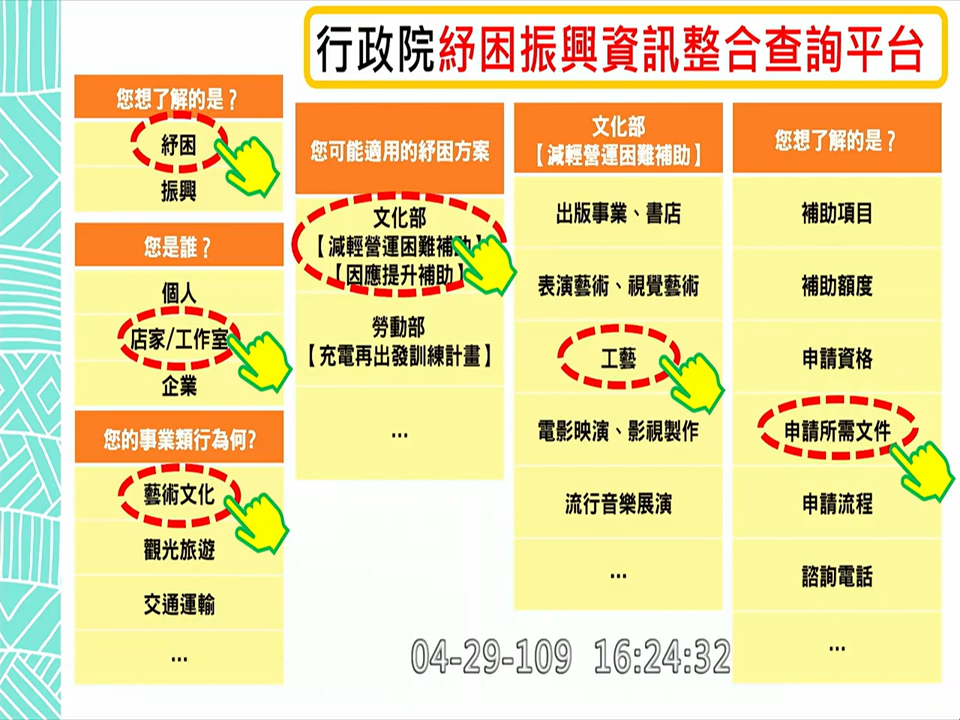 行政院紓困振興資訊整合查詢平台
您想了解的是？
紓困
振興
您是誰？
個人
店家/工作室
企業
您的事業類行為何?
藝術文化
觀光旅遊
交通運輸
...
您可能適用的紓困方案
文化部
【減輕營運困難補助】
【因應提升補助】
勞動部
【充電再出發訓練計畫】
...
文化部
【減輕營運困難補助】
出版事業、書店
表演藝術、視覺藝術
工藝
電影映演、影視製作
流行音樂展演
...
您想了解的是？
補助項目
補助額度
申請資格
申請所需文件
申請流程
諮詢電話
...
04-29-109 16:24:32